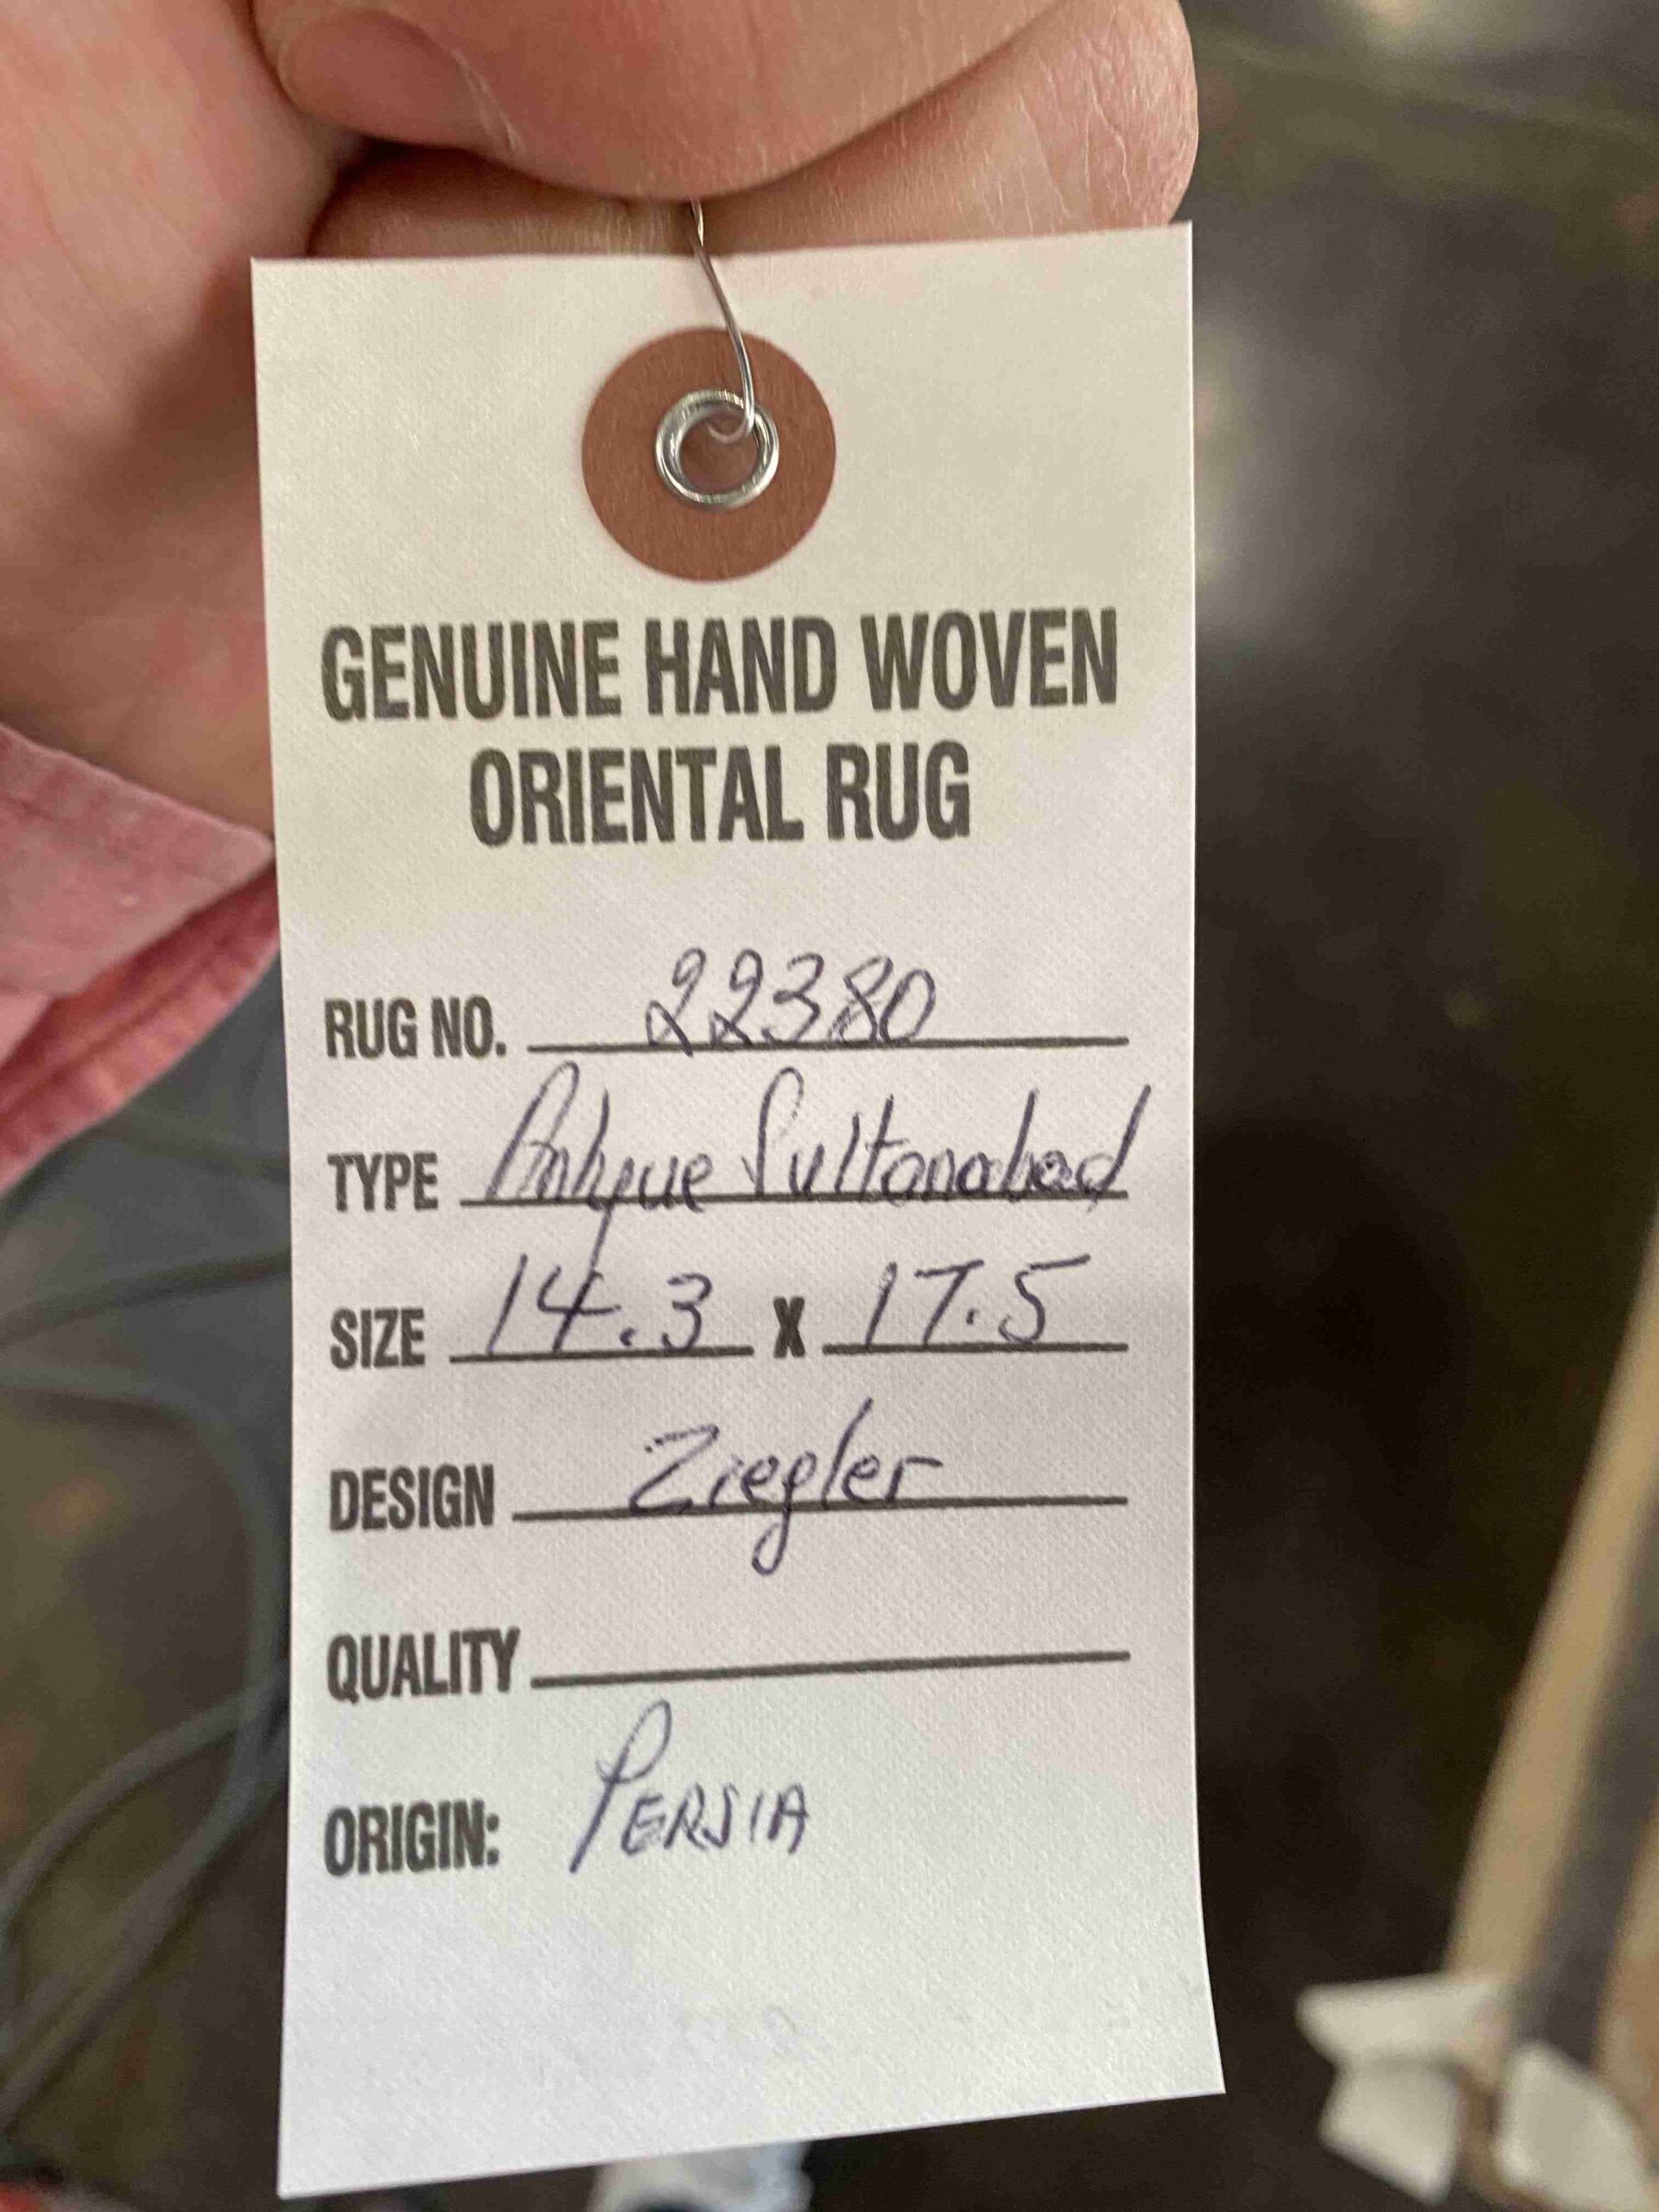 GENUINE HAND WOVEN
ORIENTAL RUG
RUG NO. 22380
TYPE Antique Sultanabad
SIZE 14.3 X 17.5
DESIGN Ziegler
QUALITY
ORIGIN: PERSIA